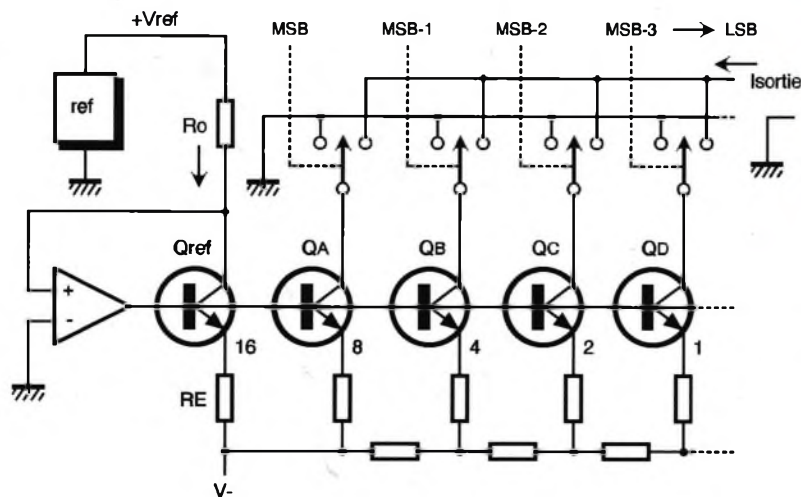 +Vref
MSB
MSB-1
MSB-2
MSB-3
LSB
ref
Ro
Isortie
Qref
QA
QB
QC
QD
+
-
16
8
4
2
1
RE
V-